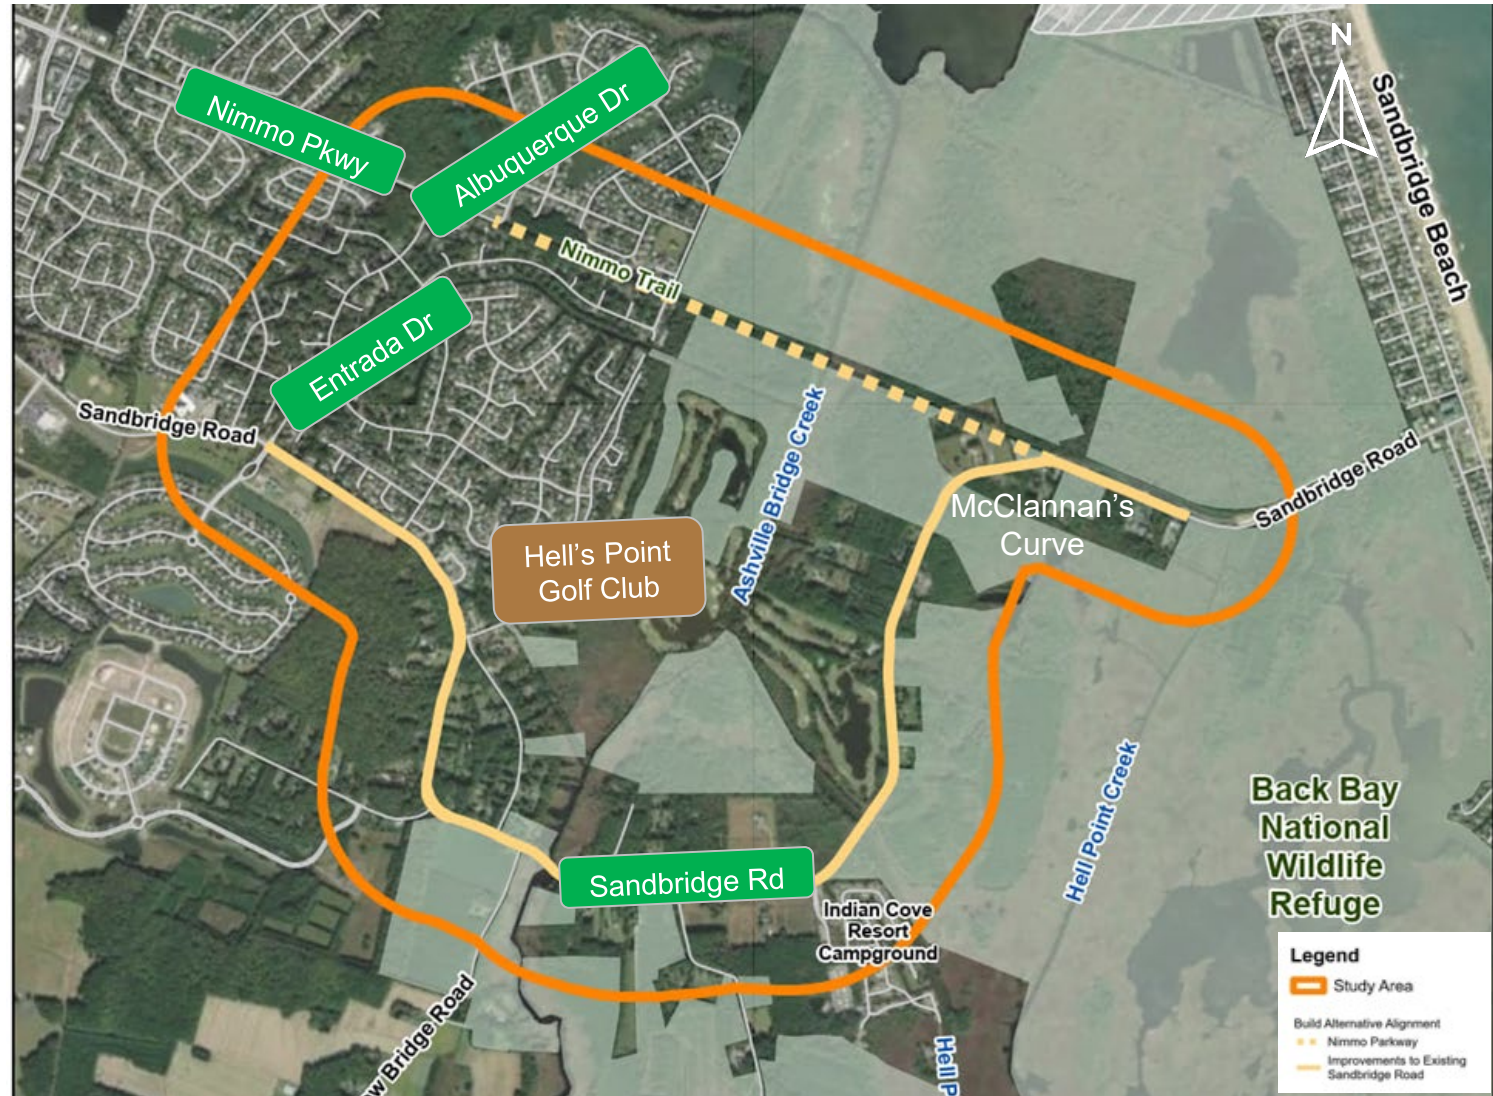 N
Nimmo Pkwy
Albuquerque Dr
Sandbridge Beach
Nimmo Trail
Entrada Dr
Sandbridge Road
Ashville Bridge Creek
Sandbridge Road
McClannan’s
Curve
Hell’s Point
Golf Club
Hell Point Creek
Back Bay
National
Wildlife
Refuge
Sandbridge Rd
Indian Cove
Resort
Campground
ew Bridge Road
Hell P
Legend
Study Area
Build Alternative Alignment
Nimmo Parkway
Improvements to Existing
Sandbridge Road